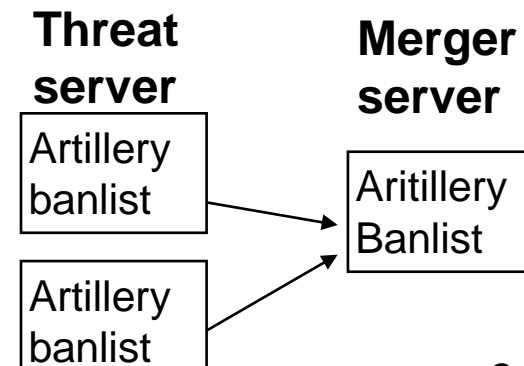 Threat
server
Artillery
banlist
Artillery
banlist
Merger
server
Aritillery
Banlist